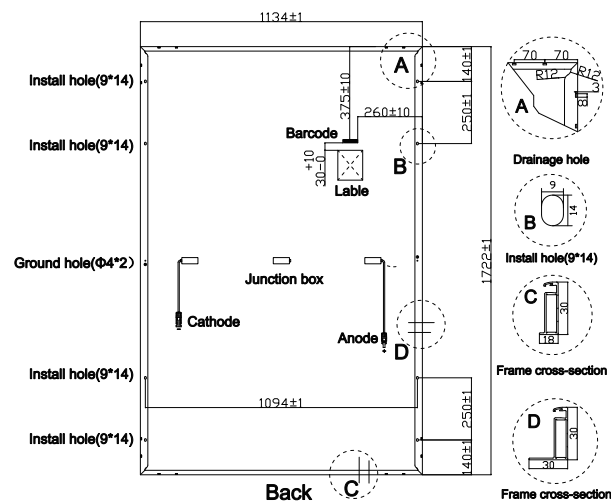 1134±1
Install hole(9*14)
Install hole(9*14)
Ground hole(Φ4*2)
Install hole(9*14)
Install hole(9*14)
375±10
260±10
Barcode
+10
30-0
Lable
Junction box
Cathode
Anode
1094±1
Back
A
B
D
C
140±1
250±1
1722±1
250±1
140±1
70 70
R12
A
Drainage hole
9
14
B
Install hole(9*14)
C
30
18
Frame cross-section
D
30
30
Frame cross-section